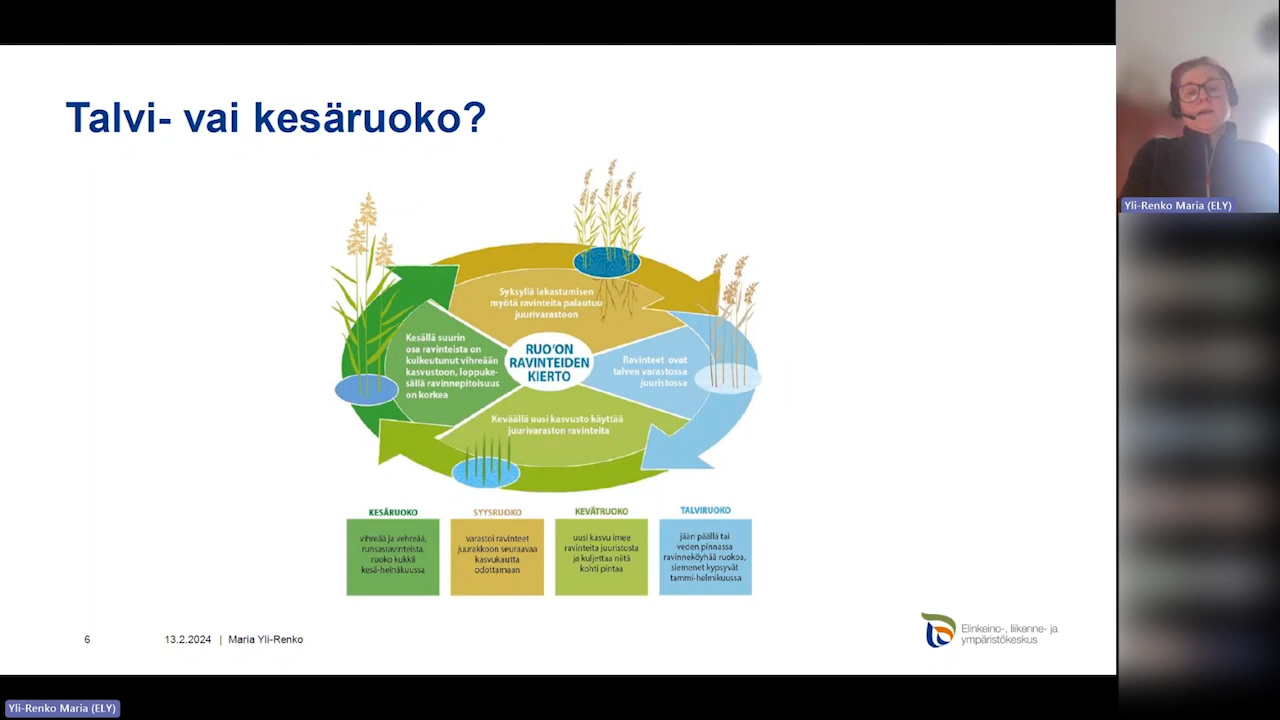 Talvi- vai kesäruoko?
Syksyllä lakastumisen
myötä ravinteita palautuu
juurivarastoon
Kesällä suurin
osa ravinteista on
kulkeutunut vihreään
kasvustoon, loppuke-
sällä ravinnepitoisuus
on korkea
RUO'ON
RAVINTEIDEN
KIERTO
Ravinteet ovat
talven varastossa
juuristossa
Keväällä uusi kasvusto käyttää
juurivaraston ravinteita
KESÄRUOKO
vihreää ja vehreää,
runsasravinteista,
ruoko kukkii
kesä-heinäkuussa
SYYSRUOKO
varastoi ravinteet
juurakkoon seuraavaa
kasvukautta
odottamaan
KEVÄTRUOKO
uusi kasvu imee
ravinteita juuristosta
ja kuljettaa niitä
kohti pintaa
TALVIRUOKO
jään päällä tai
veden pinnassa
ravinneköyhää ruokoa,
siemenet kypsyvät
tammi-helmikuussa
6
13.2.2024 | Maria Yli-Renko
Elinkeino-, liikenne- ja
ympäristökeskus
Yli-Renko Maria (ELY)
Yli-Renko Maria (ELY)